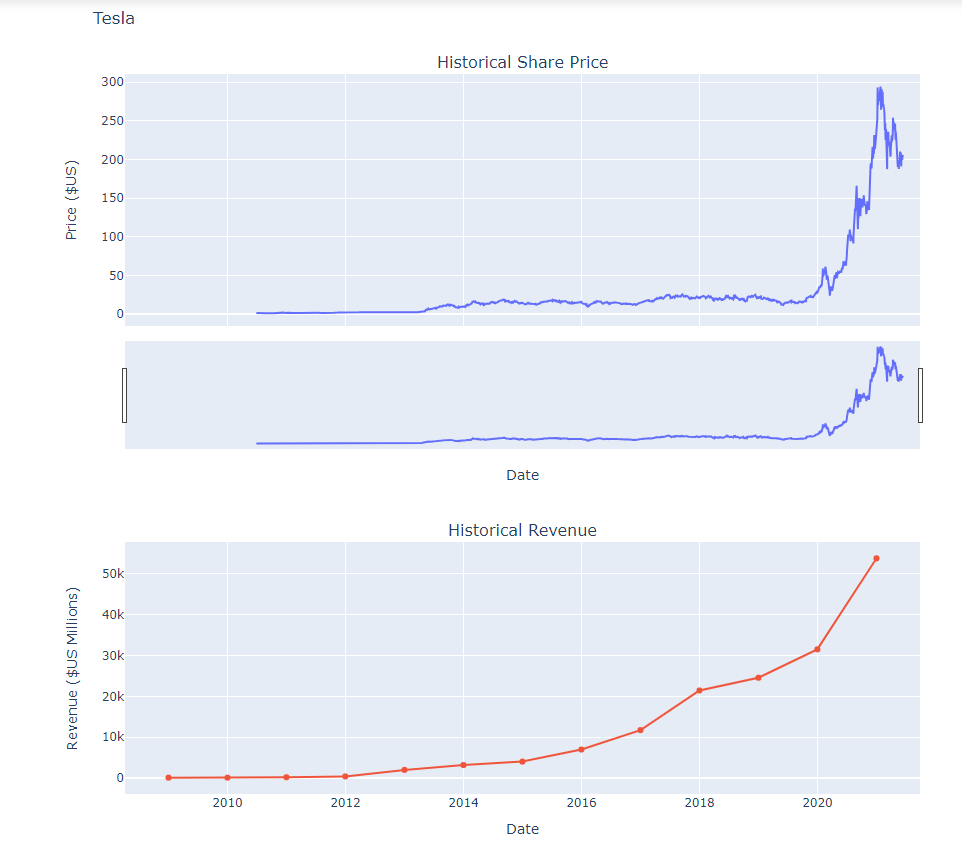 Tesla
Historical Share Price
300
250
200
150
100
50
0
Price ($US)
Date
Historical Revenue
50k
40k
30k
20k
10k
0
Revenue ($US Millions)
2010 2012 2014 2016 2018 2020
Date